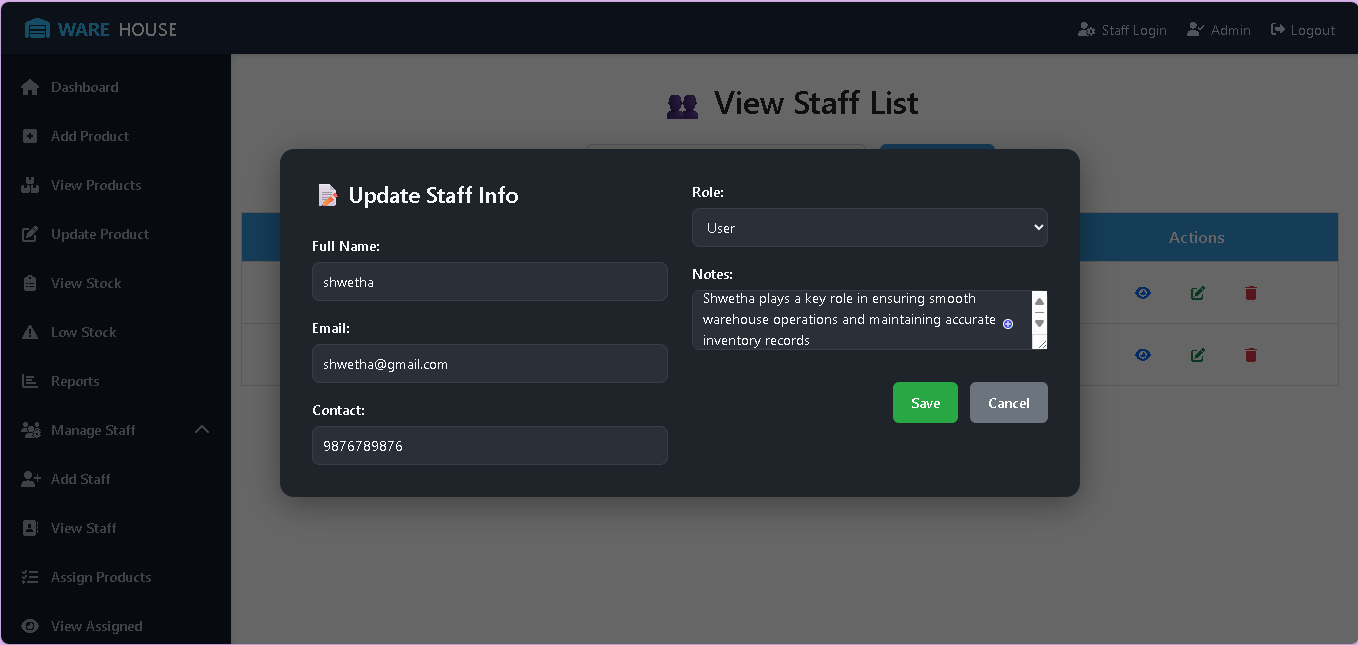 WARE HOUSE
Staff Login
Admin
Logout
Dashboard
Add Product
View Products
Update Product
View Stock
Low Stock
Reports
Manage Staff
Add Staff
View Staff
Assign Products
View Assigned
View Staff List
Actions
Update Staff Info
Full Name:
shwetha
Email:
shwetha@gmail.com
Contact:
9876789876
Role:
User
Notes:
Shwetha plays a key role in ensuring smooth
warehouse operations and maintaining accurate
inventory records
Save
Cancel